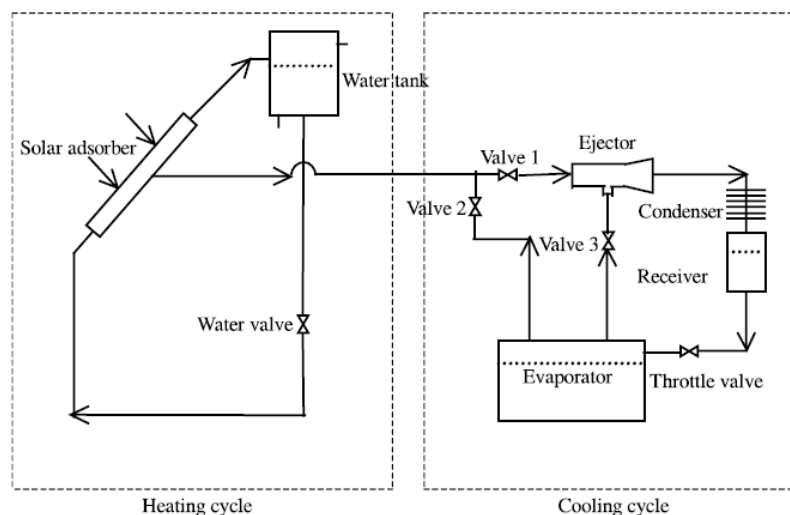 Water tank
Solar adsorber
Ejector
Valve 1
Valve 2
Condenser
Valve 3
Receiver
Water valve
Evaporator
Throttle valve
Heating cycle
Cooling cycle